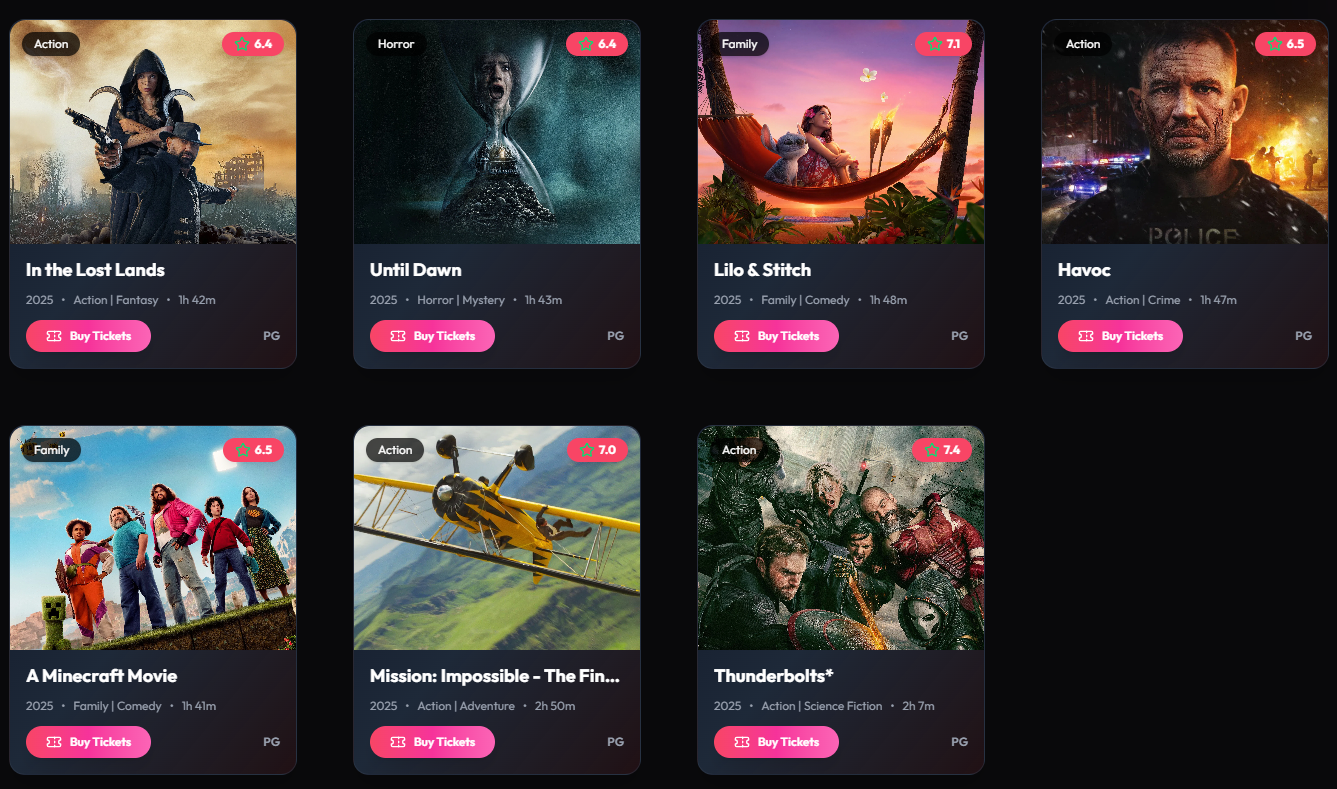 Action
6.4
In the Lost Lands
2025 • Action | Fantasy • 1h 42m
Buy Tickets
PG
Horror
6.4
Until Dawn
2025 • Horror | Mystery • 1h 43m
Buy Tickets
PG
Family
7.1
Lilo & Stitch
2025 • Family | Comedy • 1h 48m
Buy Tickets
PG
Action
6.5
POLICE
Havoc
2025 • Action | Crime • 1h 47m
Buy Tickets
PG
Family
6.5
A Minecraft Movie
2025 • Family | Comedy • 1h 41m
Buy Tickets
PG
Action
7.0
Mission: Impossible - The Fin...
2025 • Action | Adventure • 2h 50m
Buy Tickets
PG
Action
7.4
Thunderbolts*
2025 • Action | Science Fiction • 2h 7m
Buy Tickets
PG